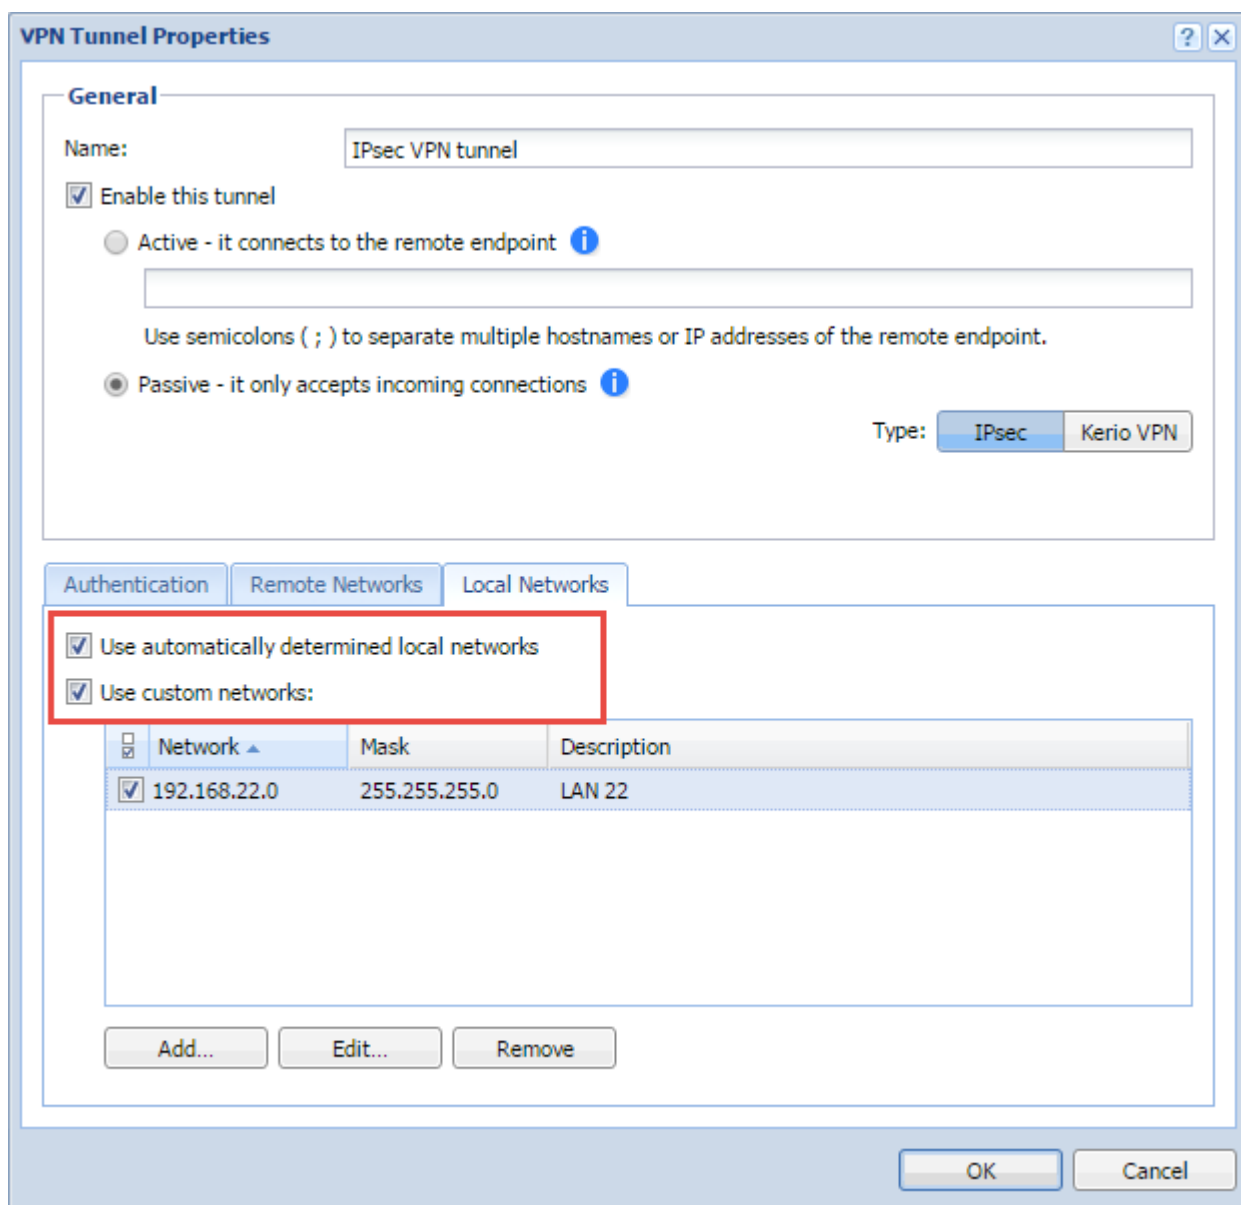 VPN Tunnel Properties
General
Name: IPsec VPN tunnel
Enable this tunnel
Active - it connects to the remote endpoint
Use semicolons ( ; ) to separate multiple hostnames or IP addresses of the remote endpoint.
Passive - it only accepts incoming connections
Type: IPsec Kerio VPN
Authentication Remote Networks Local Networks
Use automatically determined local networks
Use custom networks:
Network Mask Description
192.168.22.0 255.255.255.0 LAN 22
Add... Edit... Remove
OK Cancel